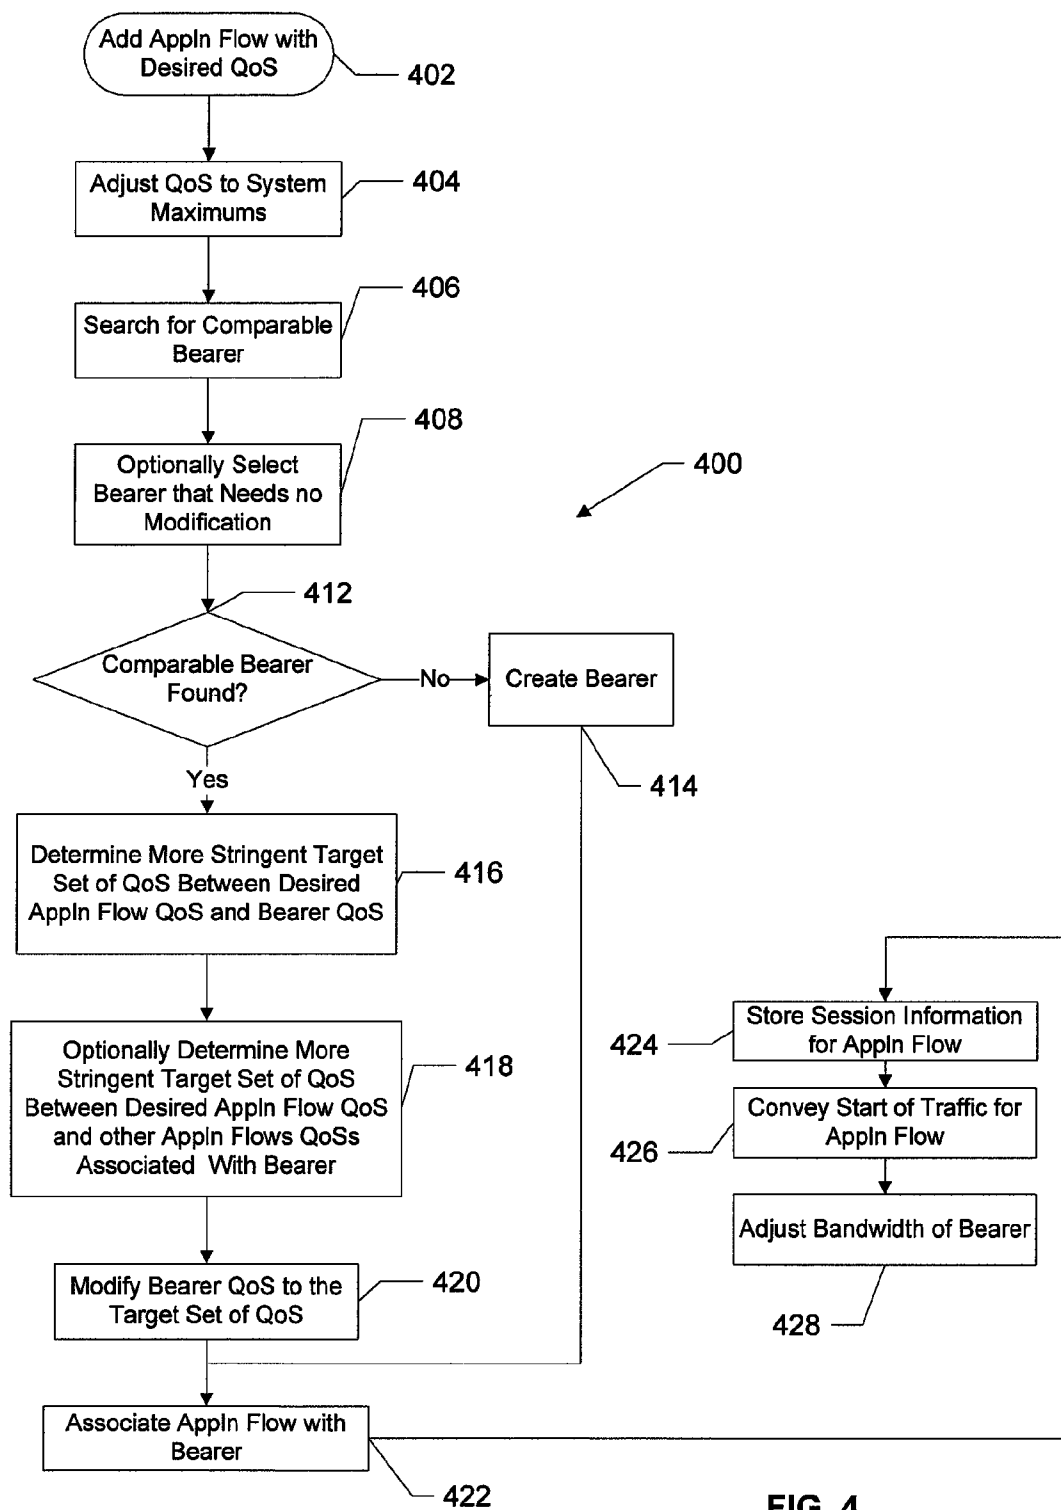 Add Appln Flow with
Desired QoS
402
Adjust QoS to System
Maximums
404
Search for Comparable
Bearer
406
Optionally Select
Bearer that Needs no
Modification
408
400
412
Comparable Bearer
Found?
No
Create Bearer
414
Yes
Determine More Stringent Target
Set of QoS Between Desired
Appln Flow QoS and Bearer QoS
416
Optionally Determine More
Stringent Target Set of QoS
Between Desired Appln Flow QoS
and other Appln Flows QoSs
Associated With Bearer
418
Modify Bearer QoS to the
Target Set of QoS
420
Associate Appln Flow with
Bearer
422
Store Session Information
for Appln Flow
424
Convey Start of Traffic for
Appln Flow
426
Adjust Bandwidth of Bearer
428
FIG. 4